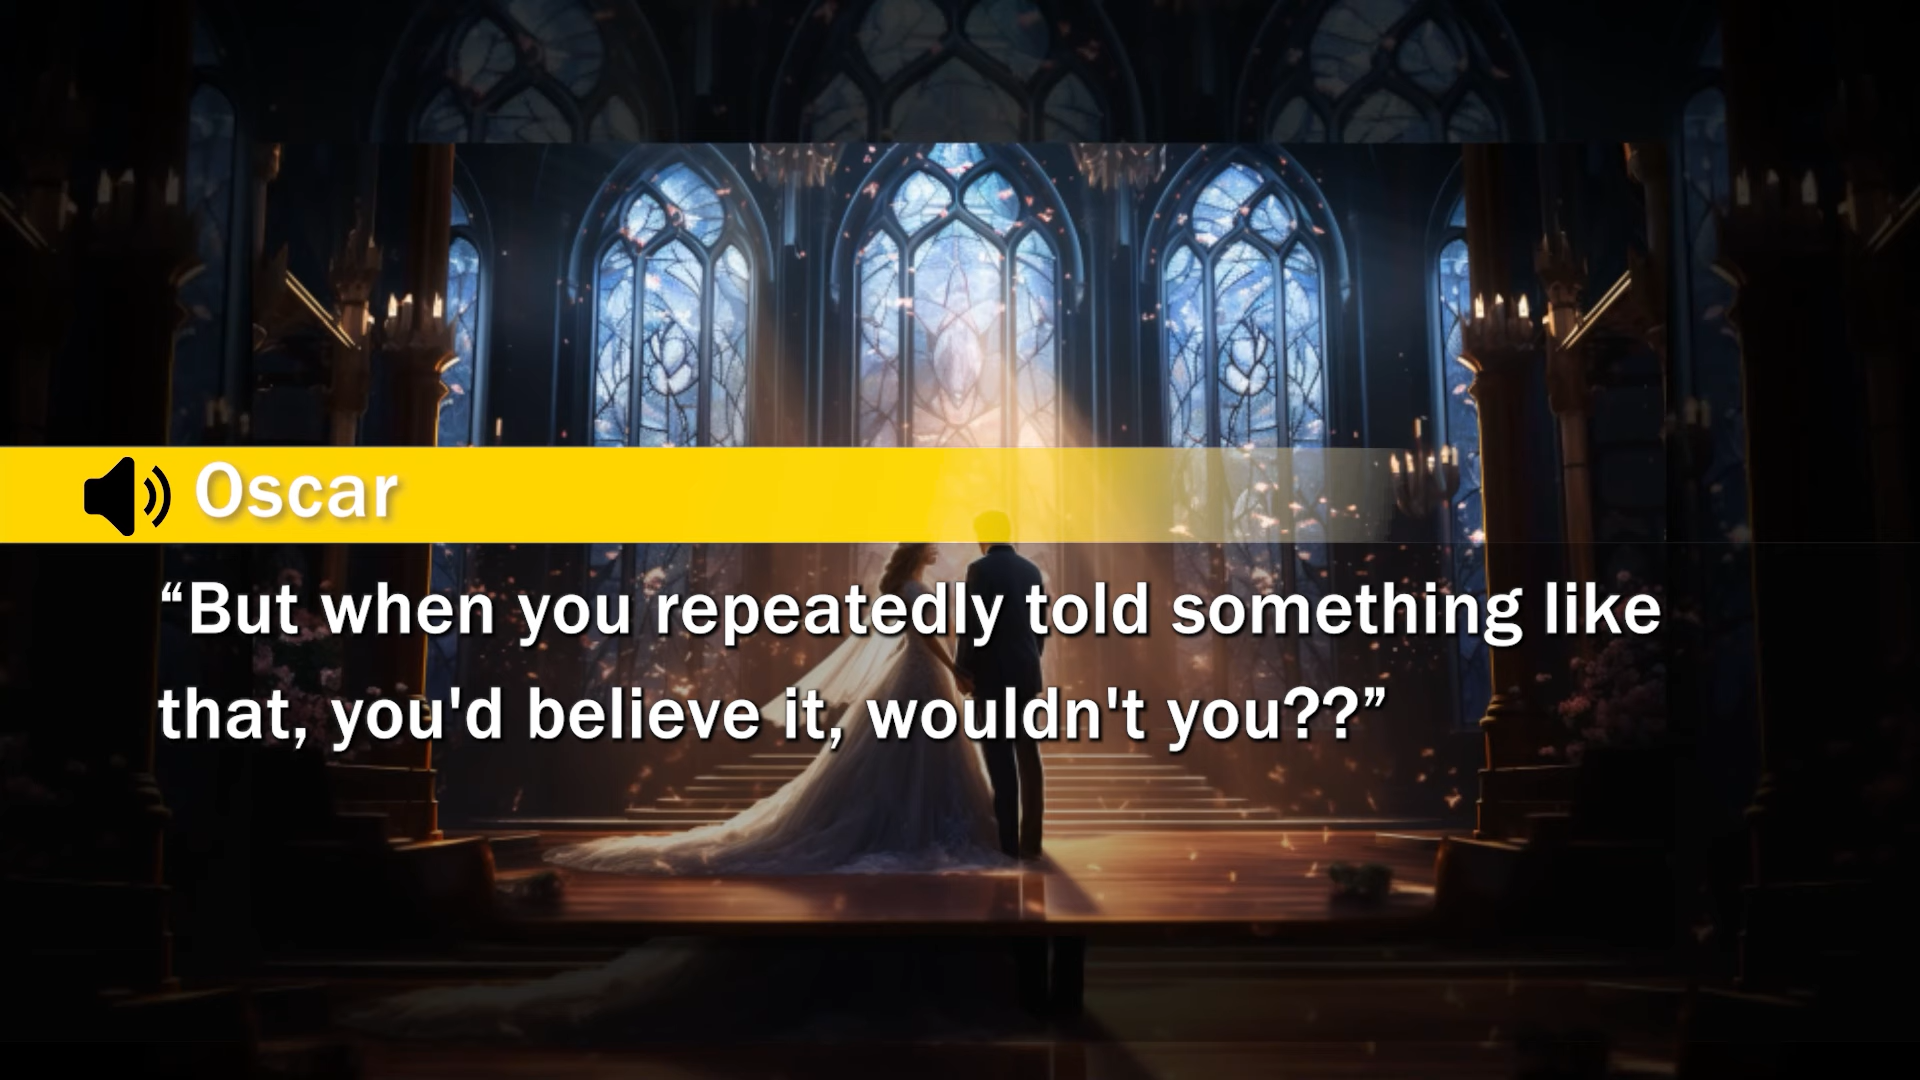 Oscar
“But when you repeatedly told something like
that, you'd believe it, wouldn't you??”